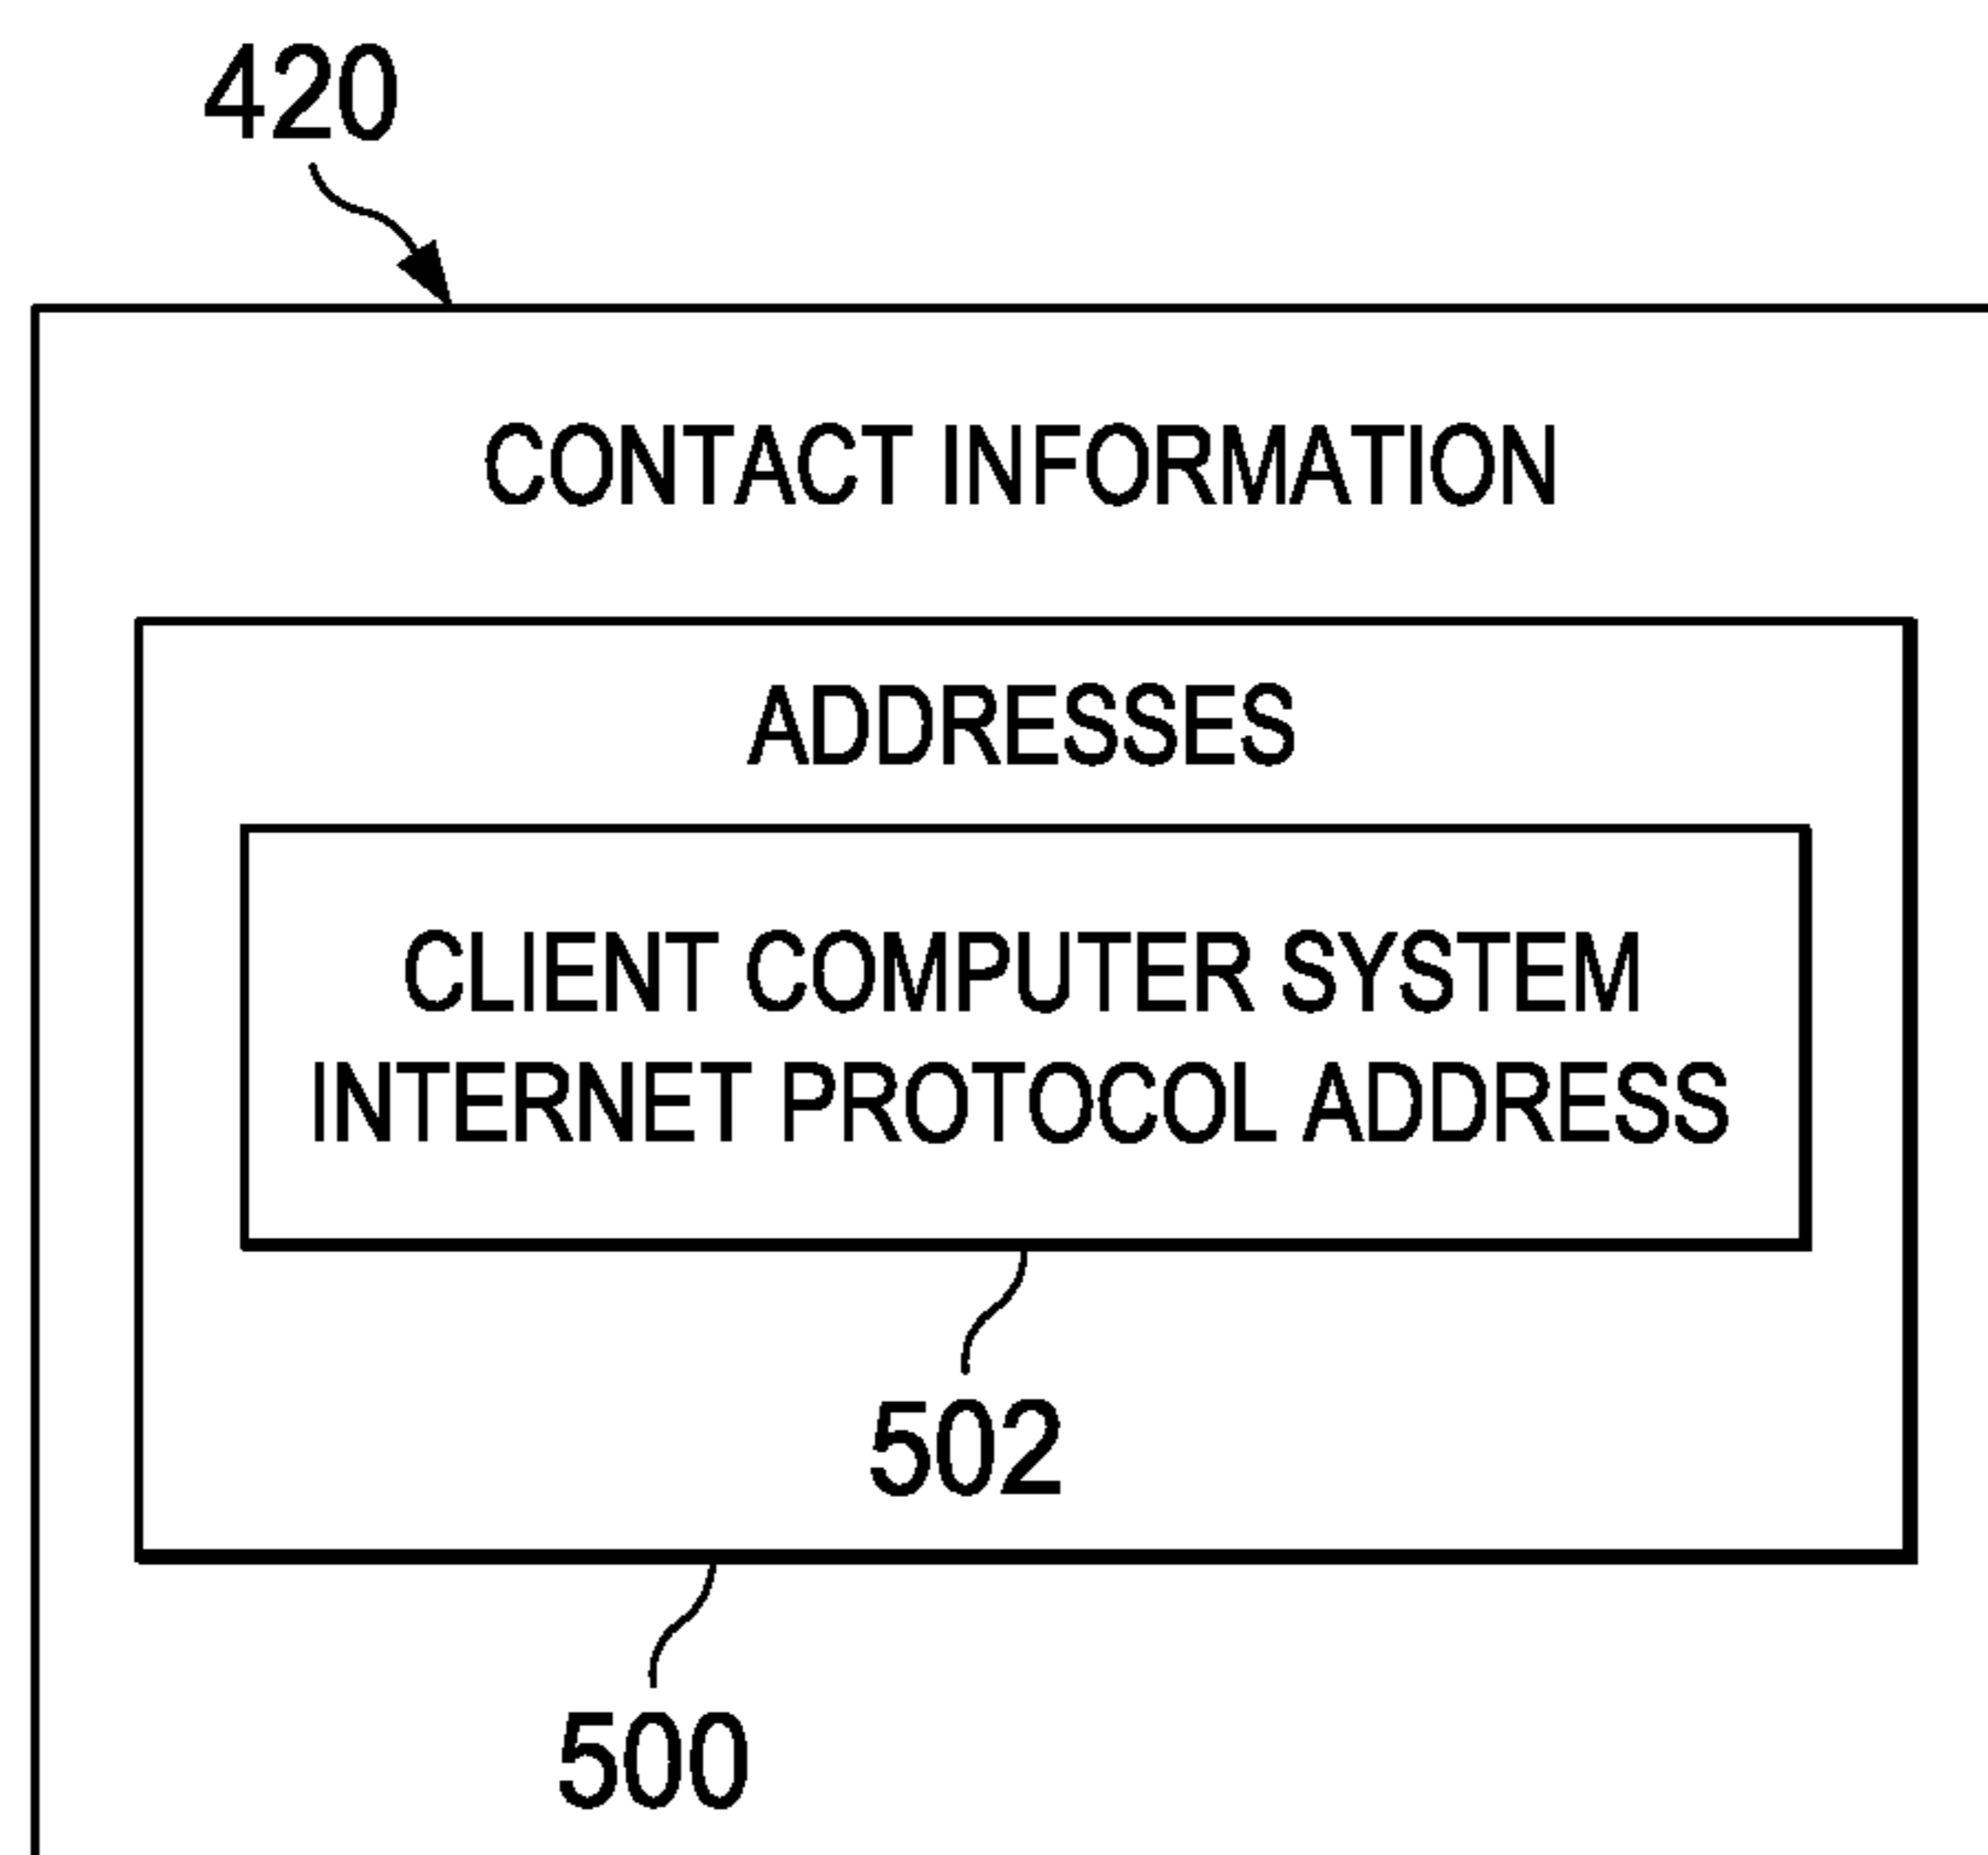 420
CONTACT INFORMATION
ADDRESSES
CLIENT COMPUTER SYSTEM
INTERNET PROTOCOL ADDRESS
502
500